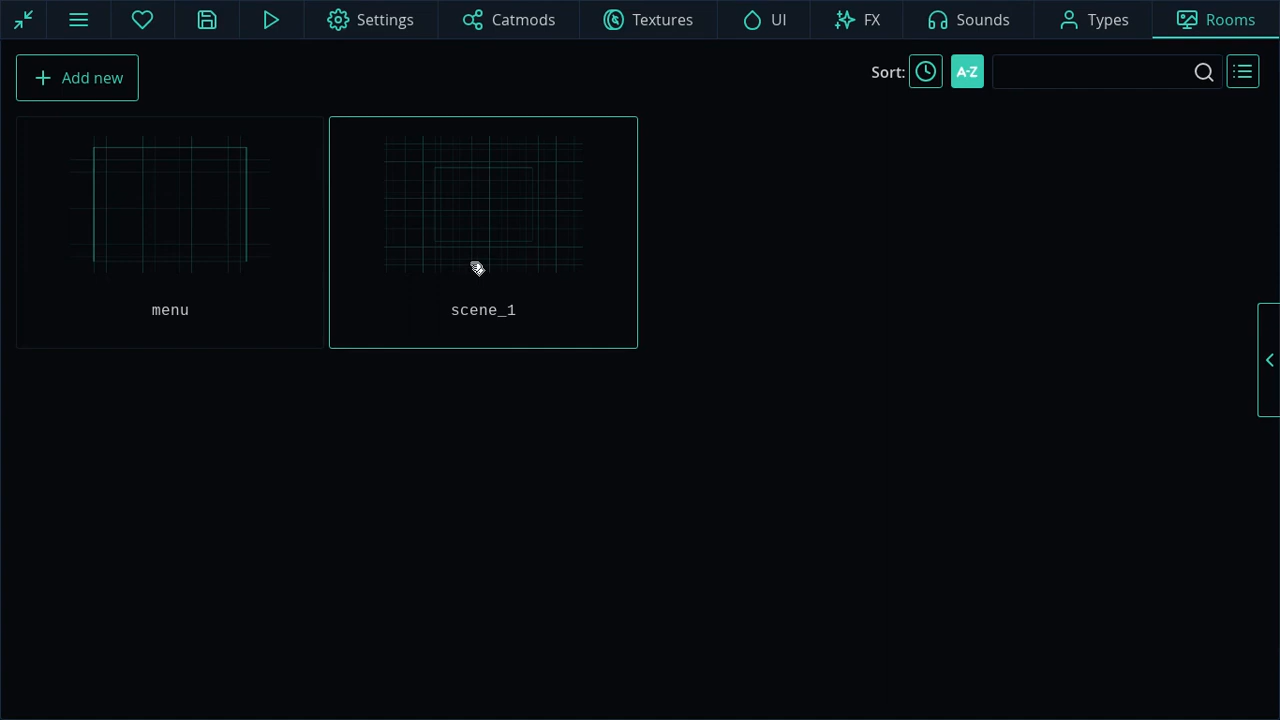 Settings
Catmods
Textures
UI
FX
Sounds
Types
Rooms
Add new
Sort:
A-Z
menu
scene_1